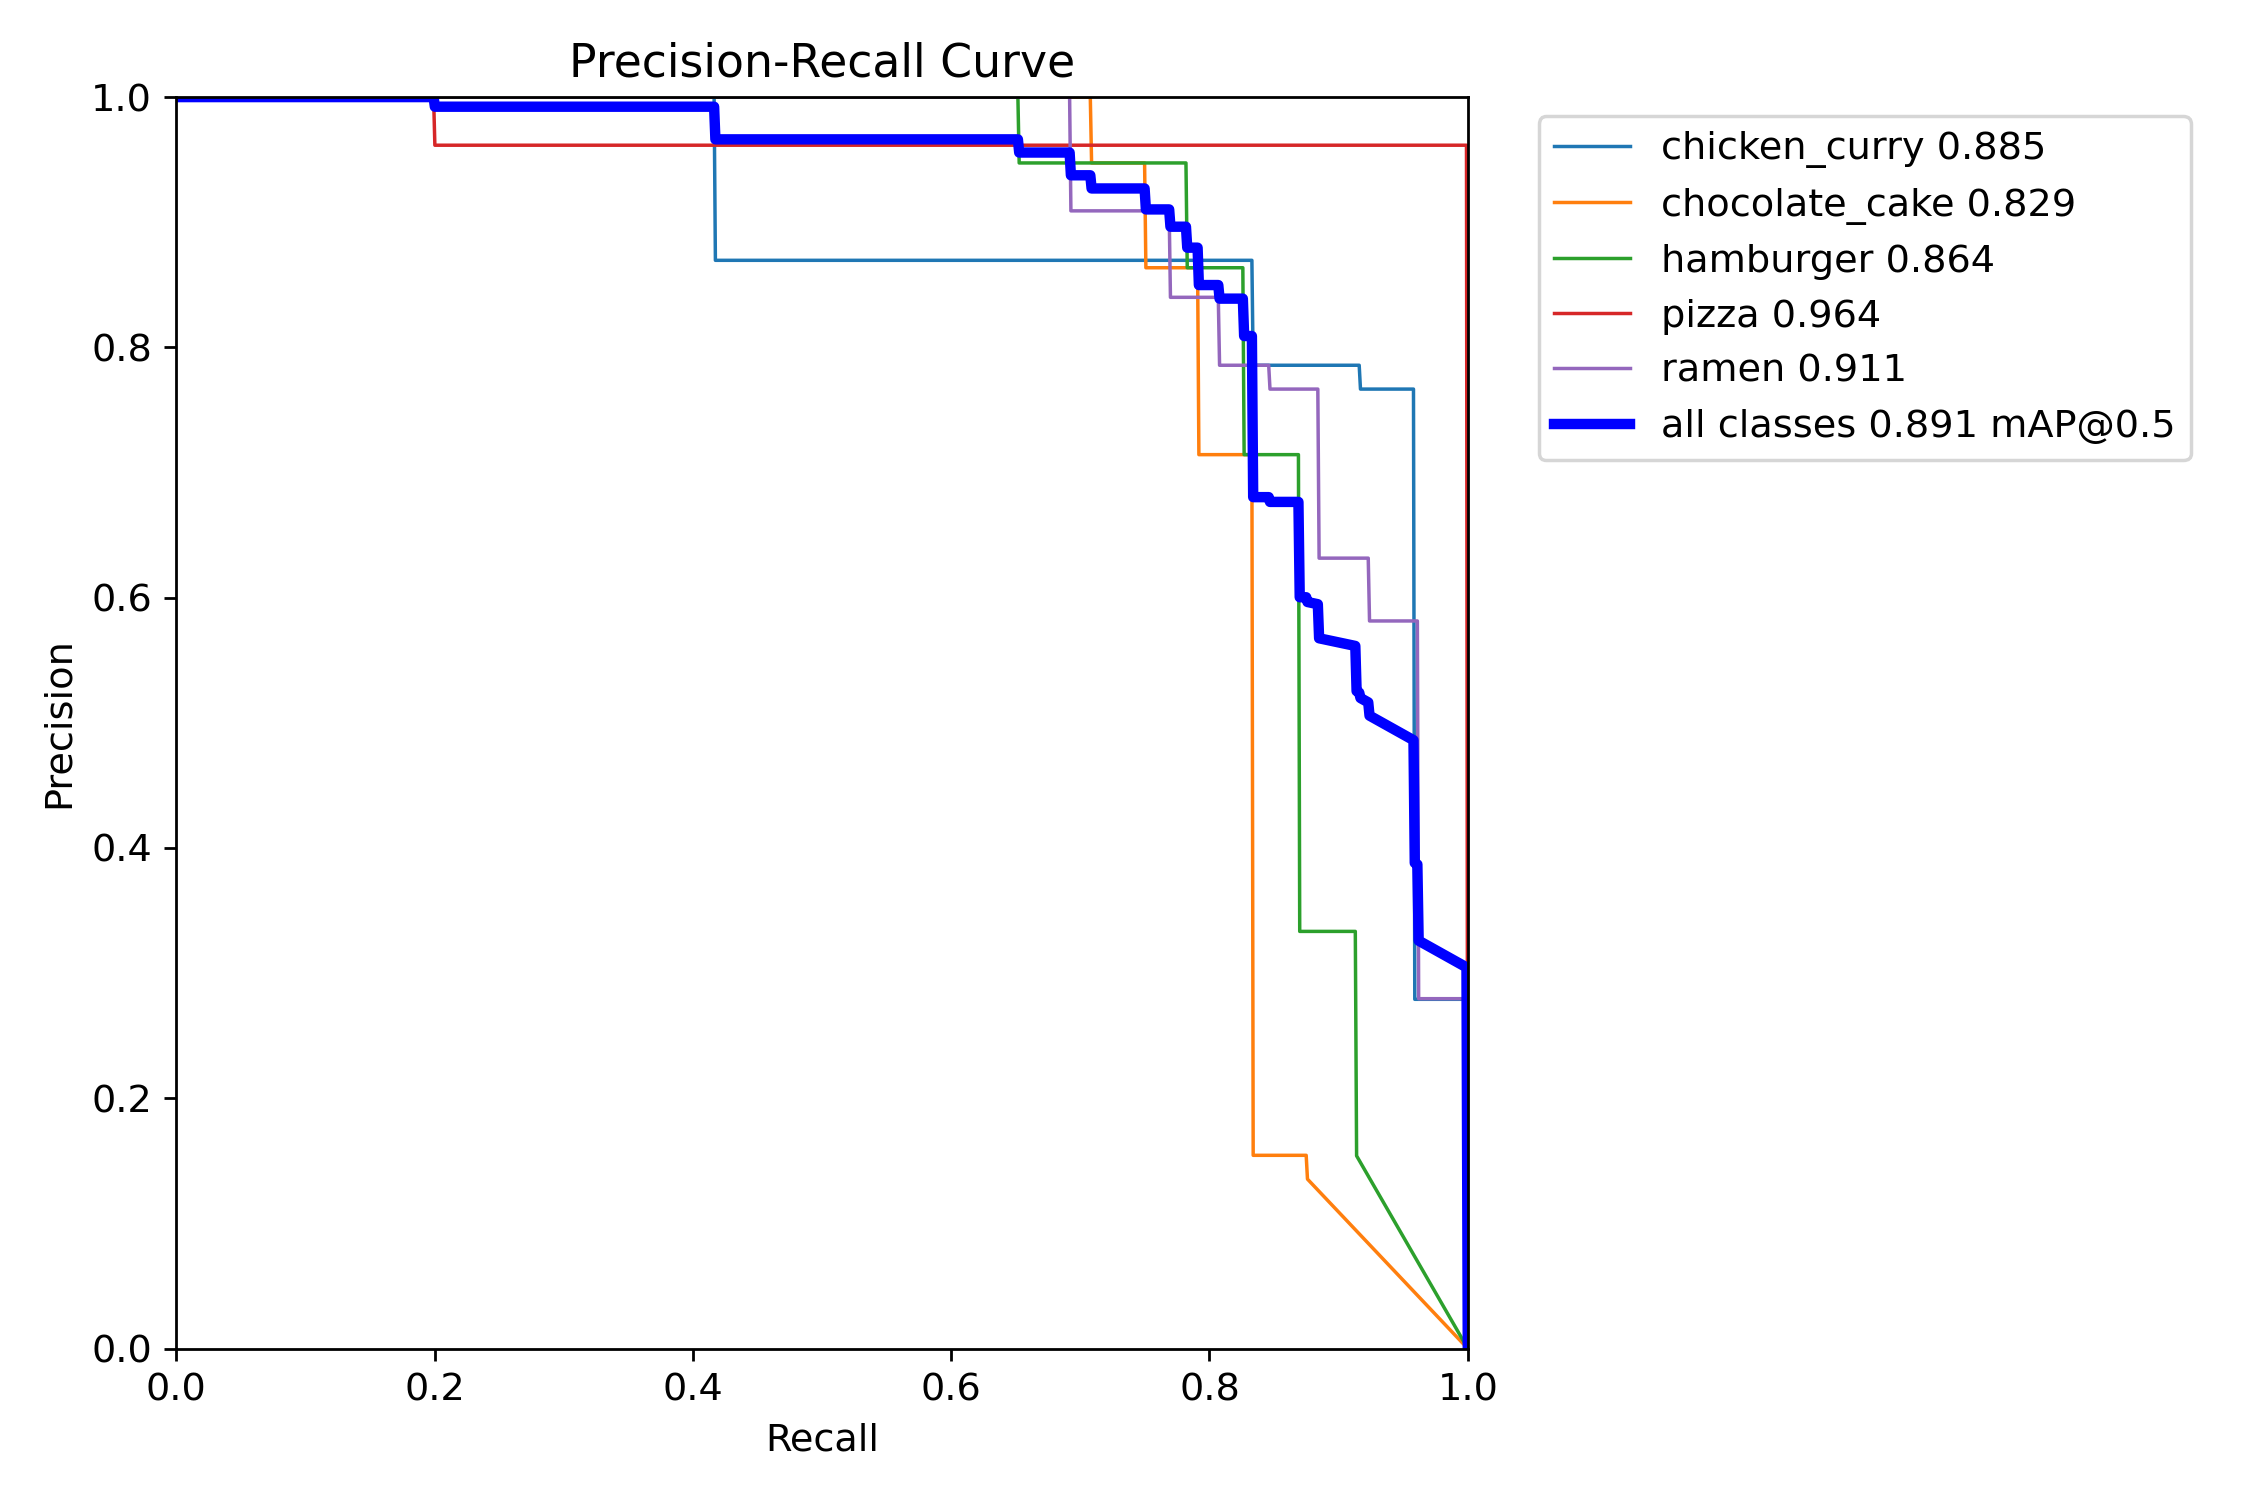 Precision-Recall Curve
1.0
0.8
0.6
0.4
0.2
0.0
Precision
0.0 0.2 0.4 0.6 0.8 1.0
Recall
chicken_curry 0.885
chocolate_cake 0.829
hamburger 0.864
pizza 0.964
ramen 0.911
all classes 0.891 mAP@0.5